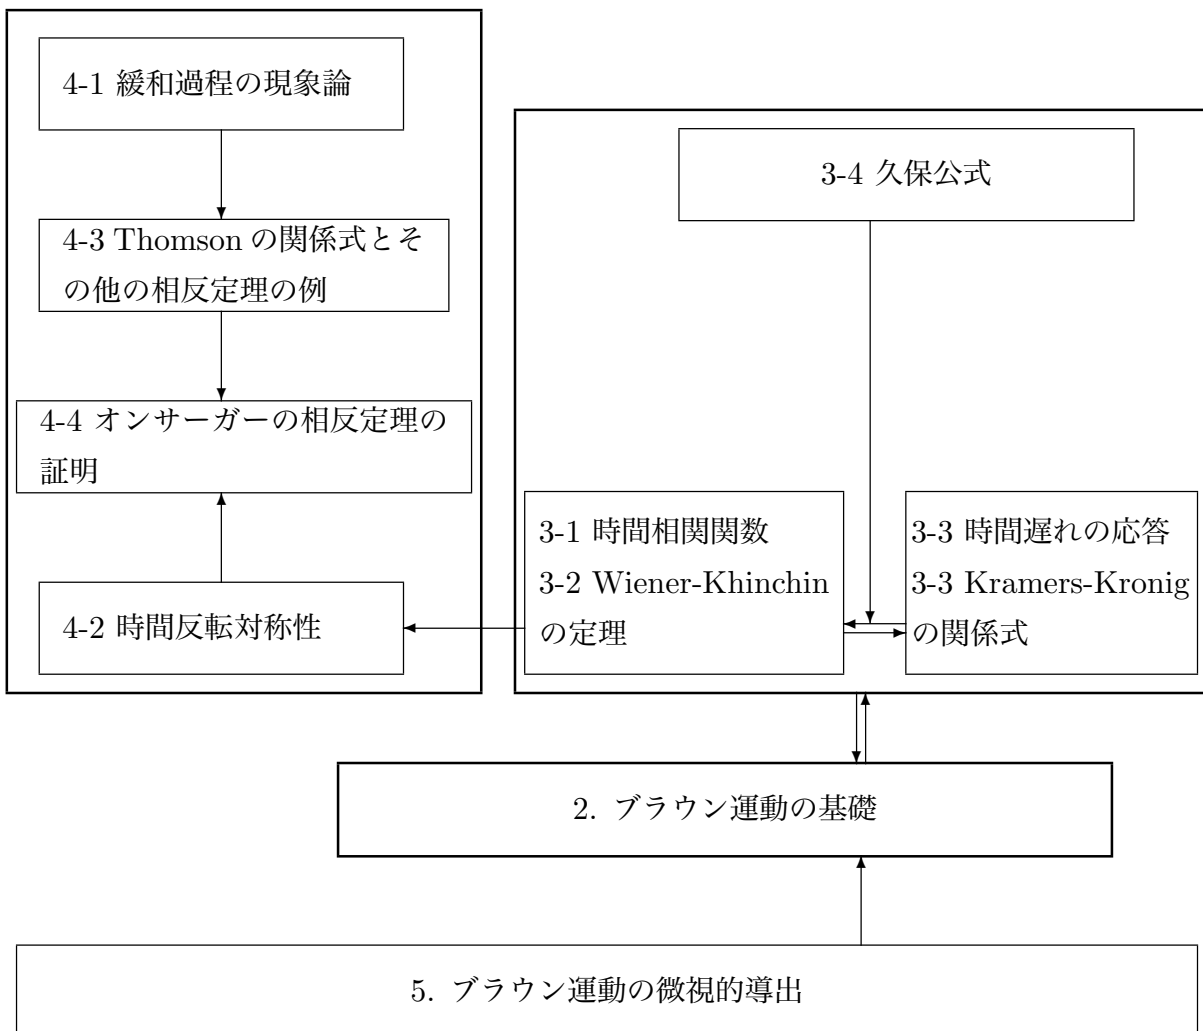 4-1 緩和過程の現象論
4-3 Thomson の関係式とそ
の他の相反定理の例
4-4 オンサーガーの相反定理の
証明
4-2 時間反転対称性
3-4 久保公式
3-1 時間相関関数
3-2 Wiener-Khinchin
の定理
3-3 時間遅れの応答
3-3 Kramers-Kronig
の関係式
2. ブラウン運動の基礎
5. ブラウン運動の微視的導出